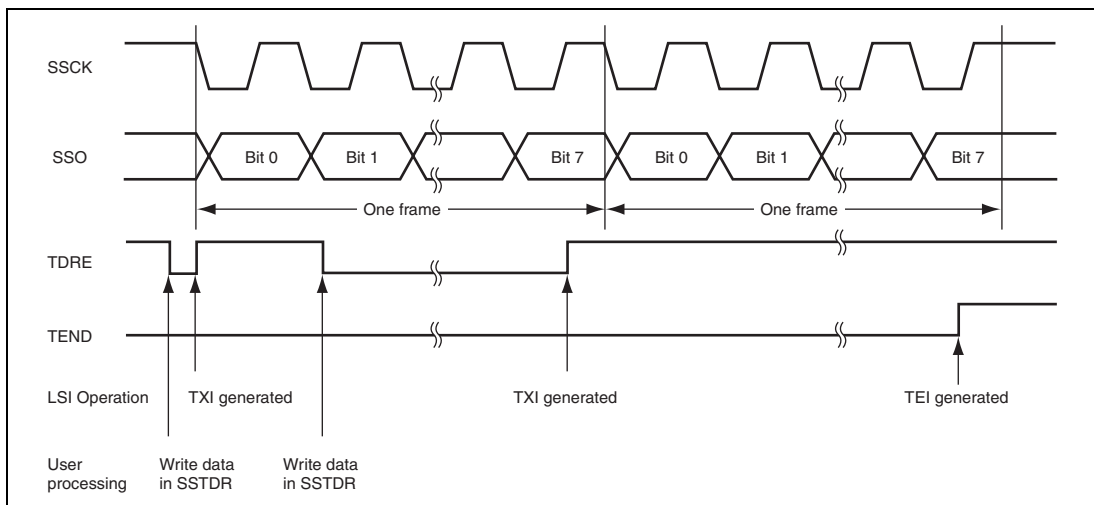 SSCK
SSO
Bit 0
Bit 1
Bit 7
Bit 0
Bit 1
Bit 7
One frame
One frame
TDRE
TEND
LSI Operation
TXI generated
TXI generated
TEI generated
User
processing
Write data
in SSTDR
Write data
in SSTDR